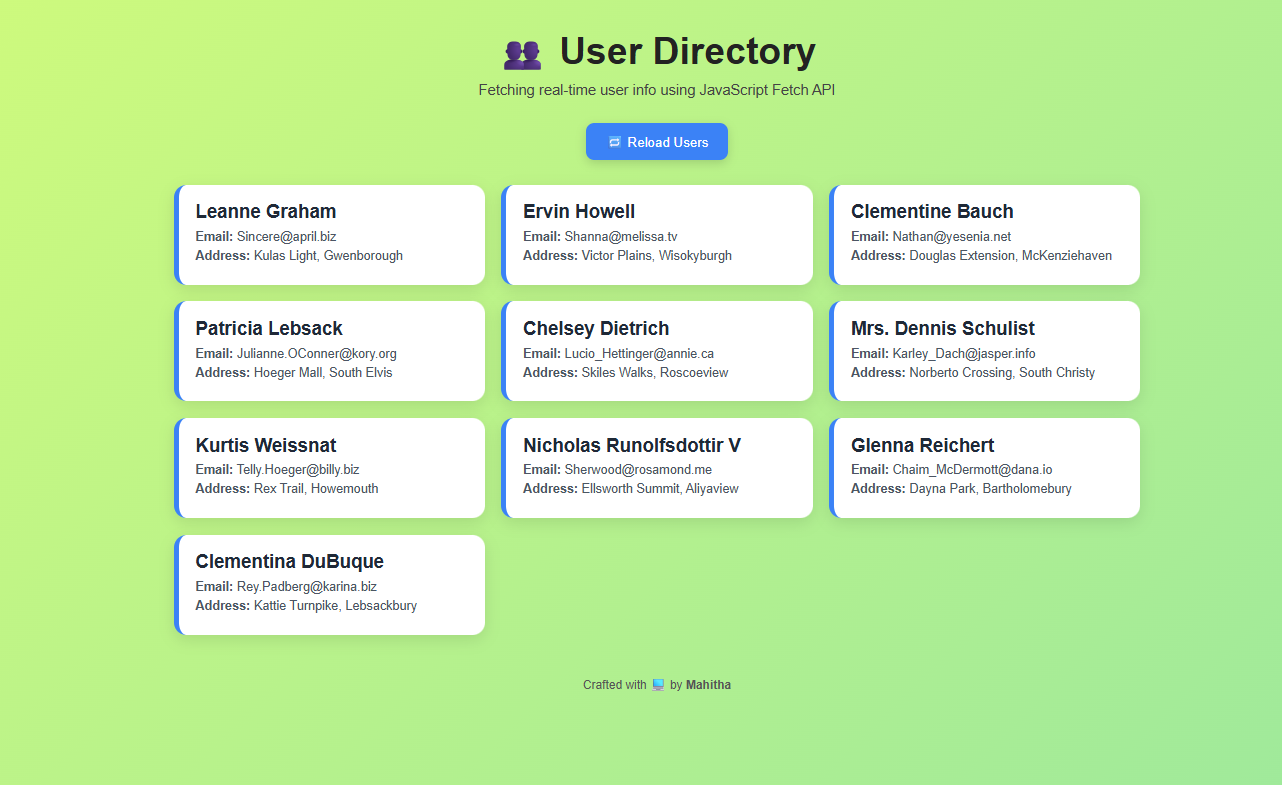 👥 User Directory
Fetching real-time user info using JavaScript Fetch API
🔁 Reload Users
Leanne Graham
Email: Sincere@april.biz
Address: Kulas Light, Gwenborough
Ervin Howell
Email: Shanna@melissa.tv
Address: Victor Plains, Wisokyburgh
Clementine Bauch
Email: Nathan@yesenia.net
Address: Douglas Extension, McKenziehaven
Patricia Lebsack
Email: Julianne.OConner@kory.org
Address: Hoeger Mall, South Elvis
Chelsey Dietrich
Email: Lucio_Hettinger@annie.ca
Address: Skiles Walks, Roscoeview
Mrs. Dennis Schulist
Email: Karley_Dach@jasper.info
Address: Norberto Crossing, South Christy
Kurtis Weissnat
Email: Telly.Hoeger@billy.biz
Address: Rex Trail, Howemouth
Nicholas Runolfsdottir V
Email: Sherwood@rosamond.me
Address: Ellsworth Summit, Aliyaview
Glenna Reichert
Email: Chaim_McDermott@dana.io
Address: Dayna Park, Bartholomebury
Clementina DuBuque
Email: Rey.Padberg@karina.biz
Address: Kattie Turnpike, Lebsackbury
Crafted with 💻 by Mahitha